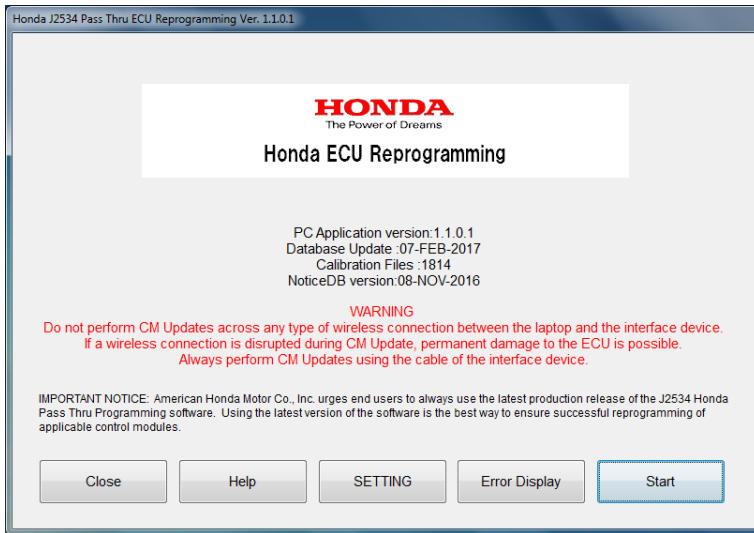 Honda J2534 Pass Thru ECU Reprogramming Ver. 1.1.0.1
HONDA
The Power of Dreams
Honda ECU Reprogramming
PC Application version:1.1.0.1
Database Update :07-FEB-2017
Calibration Files :1814
NoticeDB version:08-NOV-2016
WARNING
Do not perform CM Updates across any type of wireless connection between the laptop and the interface device.
If a wireless connection is disrupted during CM Update, permanent damage to the ECU is possible.
Always perform CM Updates using the cable of the interface device.
IMPORTANT NOTICE: American Honda Motor Co., Inc. urges end users to always use the latest production release of the J2534 Honda
Pass Thru Programming software. Using the latest version of the software is the best way to ensure successful reprogramming of
applicable control modules.
Close Help SETTING Error Display Start